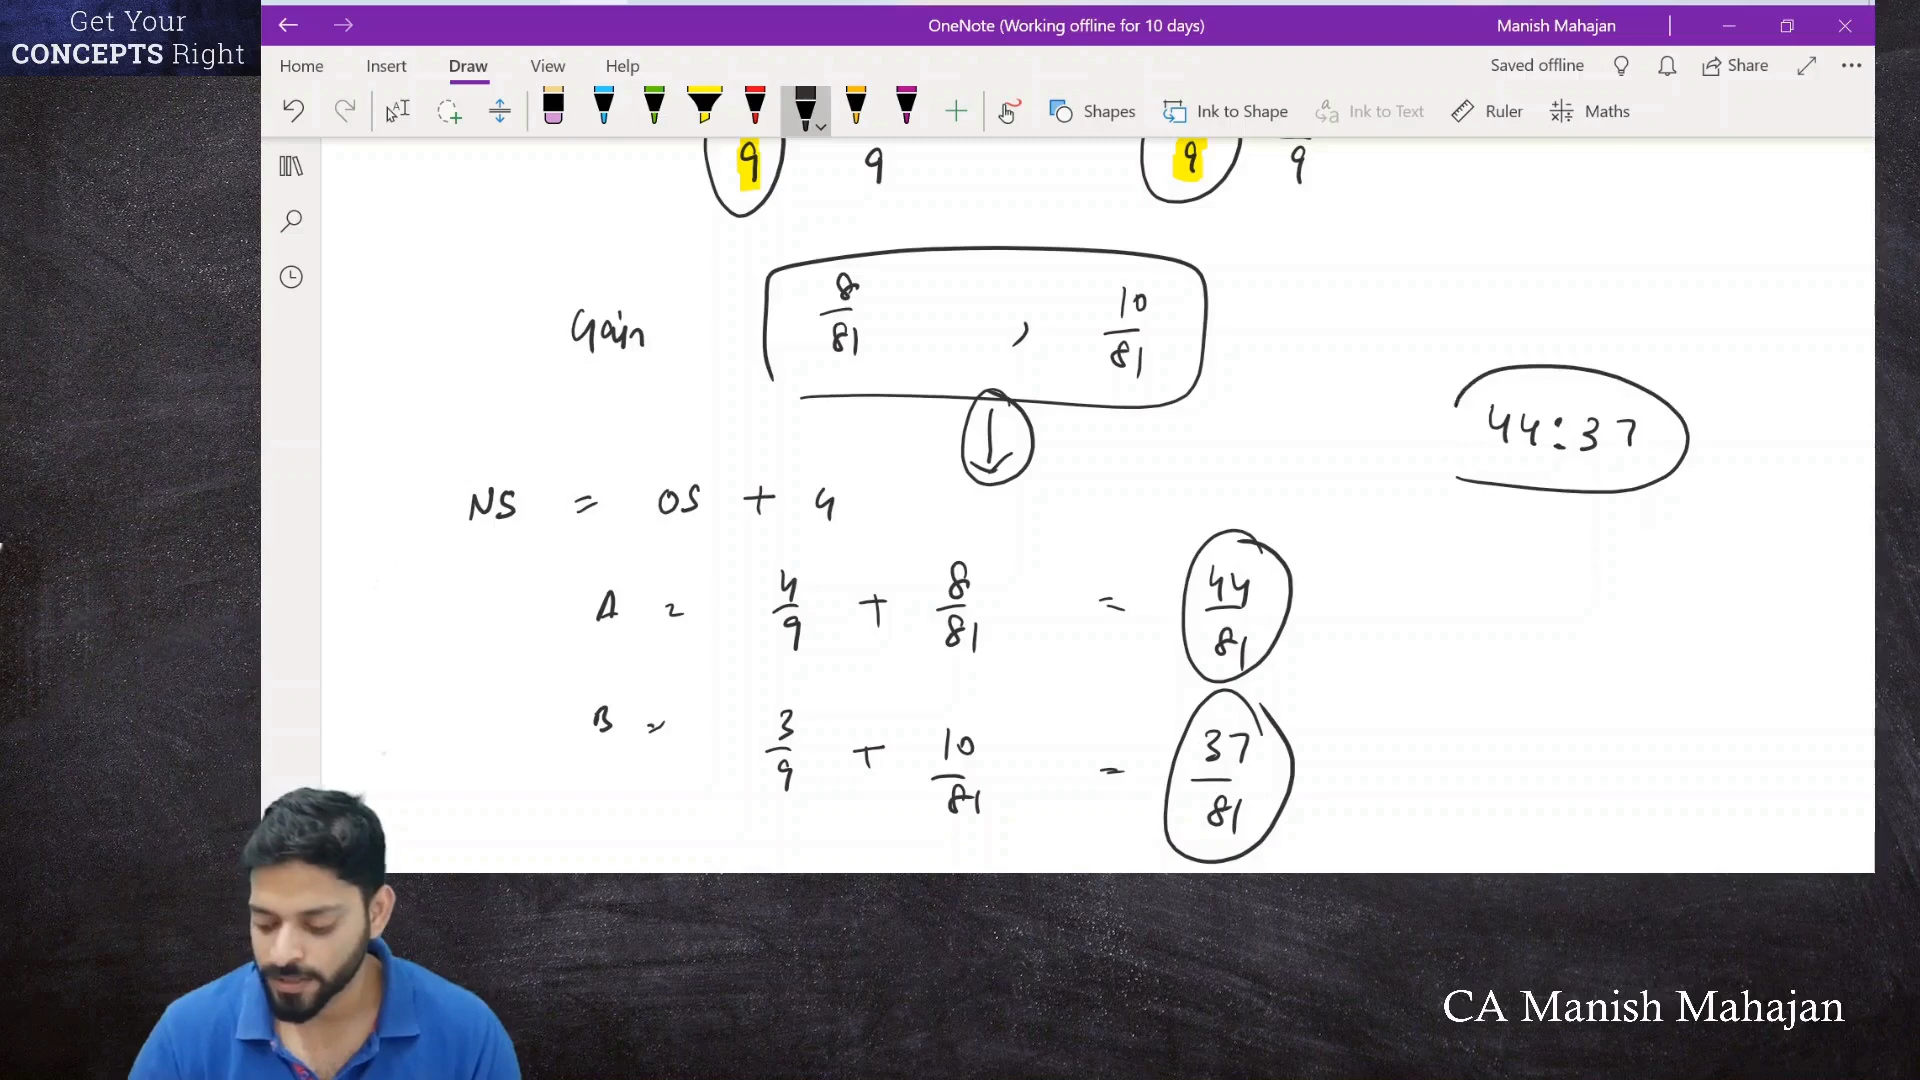 Get Your
CONCEPTS Right
OneNote (Working offline for 10 days)
Manish Mahajan
Home Insert Draw View Help
Saved offline
Share
Shapes
Ink to Shape
Ink to Text
Ruler
Maths
9 9 9 9
Gain 8/81 , 10/81
44:37
NS = OS + G
A = 4/9 + 8/81 = 44/81
B = 3/9 + 10/81 = 37/81
CA Manish Mahajan